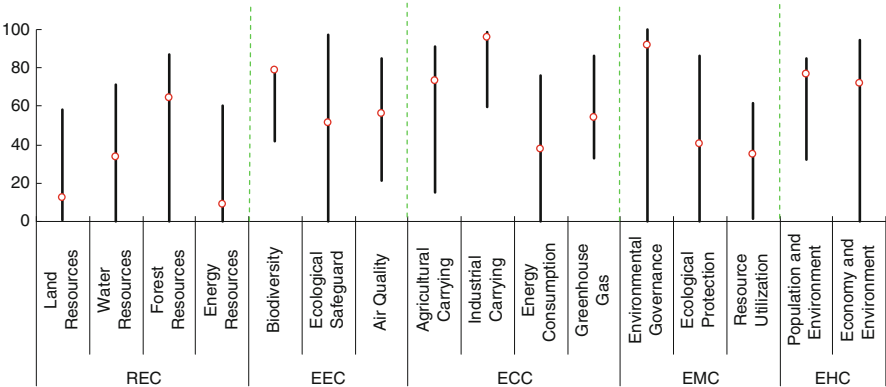 100
80
60
40
20
0
Land
Resources
Water
Resources
Forest
Resources
Energy
Resources
Biodiversity
Ecological
Safeguard
Air Quality
Agricultural
Carrying
Industrial
Carrying
Energy
Consumption
Greenhouse
Gas
Environmental
Governance
Ecological
Protection
Resource
Utilization
Population and
Environment
Economy and
Environment
REC
EEC
ECC
EMC
EHC